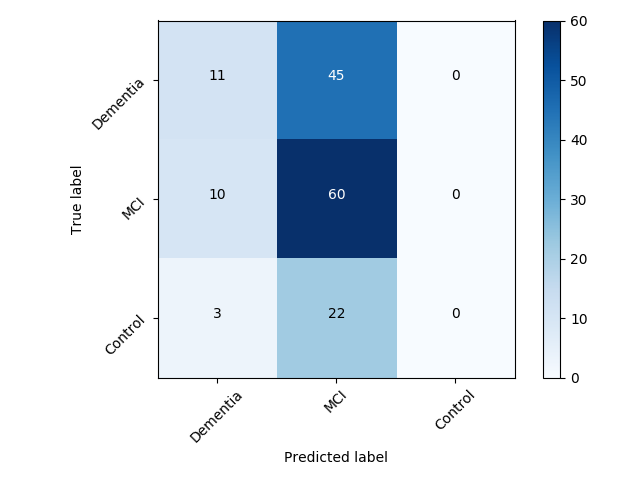 True label
Dementia
11
45
0
MCI
10
60
0
Control
3
22
0
Dementia
MCI
Control
Predicted label
60
50
40
30
20
10
0